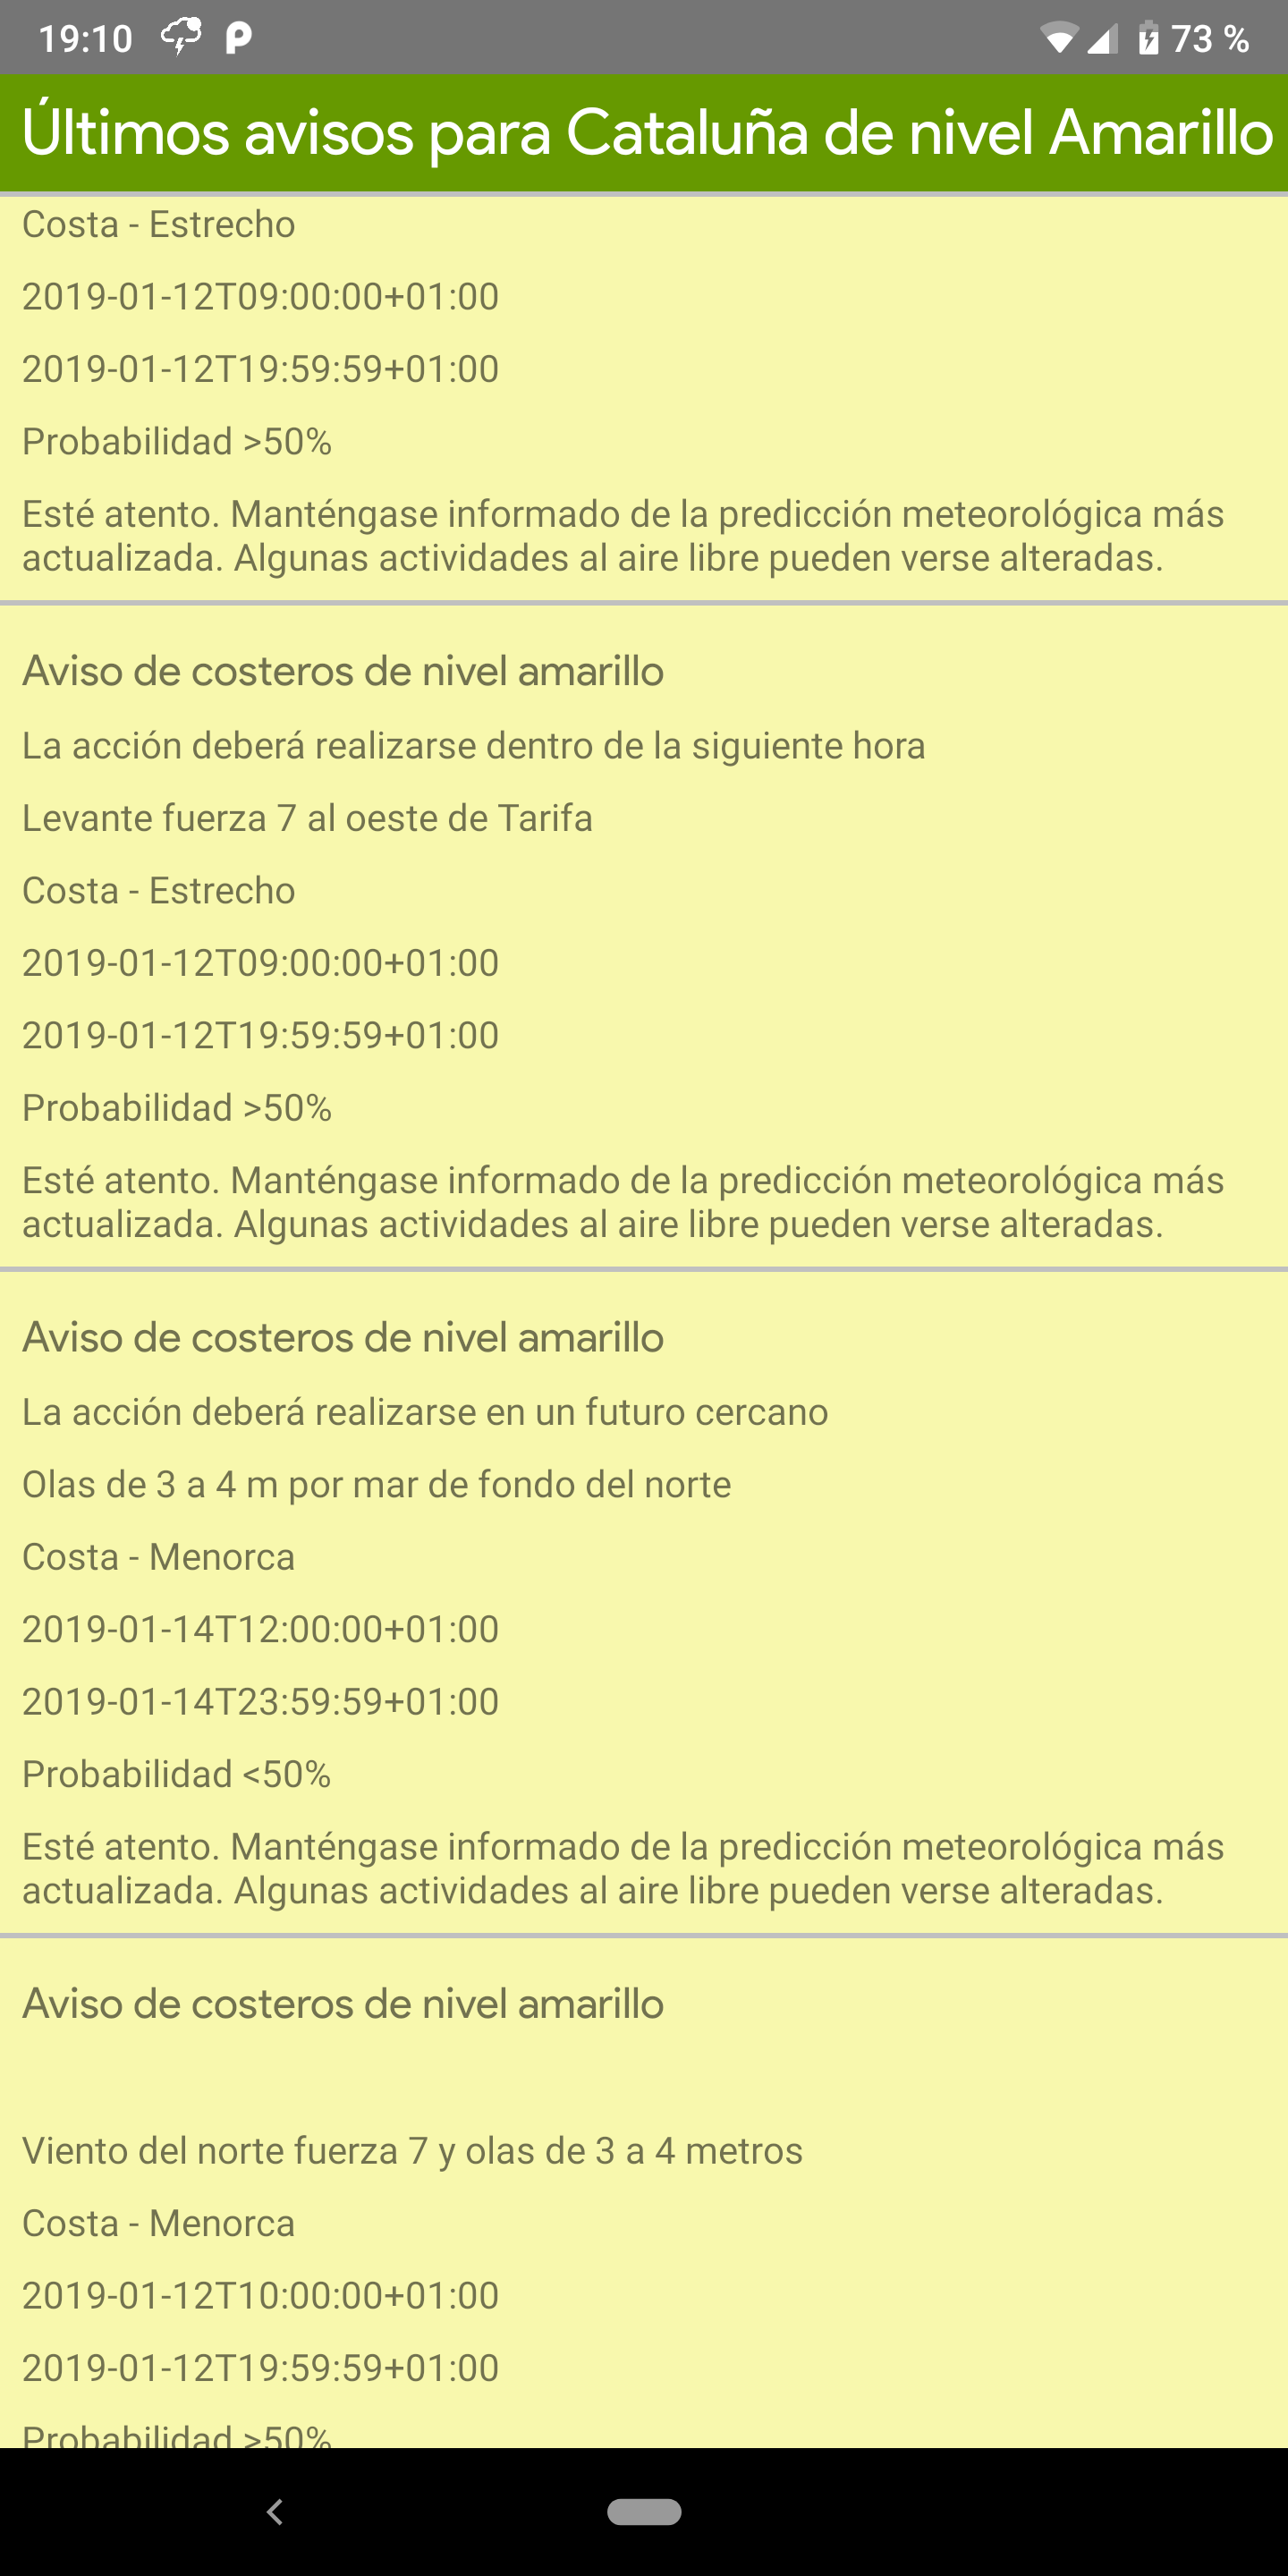 19:10
73 %
Últimos avisos para Cataluña de nivel Amarillo
Costa - Estrecho
2019-01-12T09:00:00+01:00
2019-01-12T19:59:59+01:00
Probabilidad >50%
Esté atento. Manténgase informado de la predicción meteorológica más
actualizada. Algunas actividades al aire libre pueden verse alteradas.
Aviso de costeros de nivel amarillo
La acción deberá realizarse dentro de la siguiente hora
Levante fuerza 7 al oeste de Tarifa
Costa - Estrecho
2019-01-12T09:00:00+01:00
2019-01-12T19:59:59+01:00
Probabilidad >50%
Esté atento. Manténgase informado de la predicción meteorológica más
actualizada. Algunas actividades al aire libre pueden verse alteradas.
Aviso de costeros de nivel amarillo
La acción deberá realizarse en un futuro cercano
Olas de 3 a 4 m por mar de fondo del norte
Costa - Menorca
2019-01-14T12:00:00+01:00
2019-01-14T23:59:59+01:00
Probabilidad <50%
Esté atento. Manténgase informado de la predicción meteorológica más
actualizada. Algunas actividades al aire libre pueden verse alteradas.
Aviso de costeros de nivel amarillo
Viento del norte fuerza 7 y olas de 3 a 4 metros
Costa - Menorca
2019-01-12T10:00:00+01:00
2019-01-12T19:59:59+01:00
Probabilidad >50%